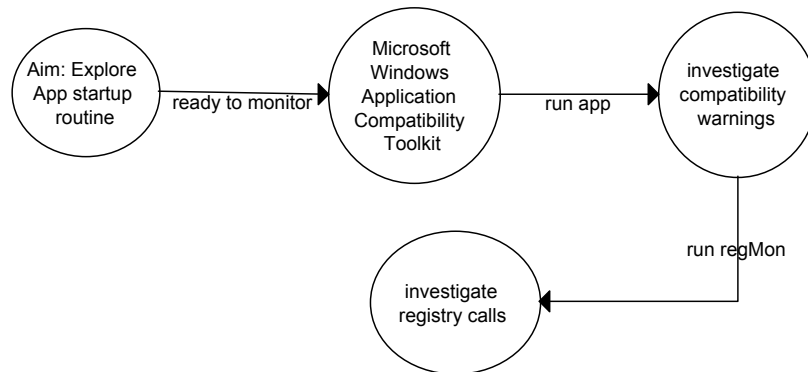 Aim: Explore
App startup
routine
ready to monitor
Microsoft
Windows
Application
Compatibility
Toolkit
run app
investigate
compatibility
warnings
run regMon
investigate
registry calls